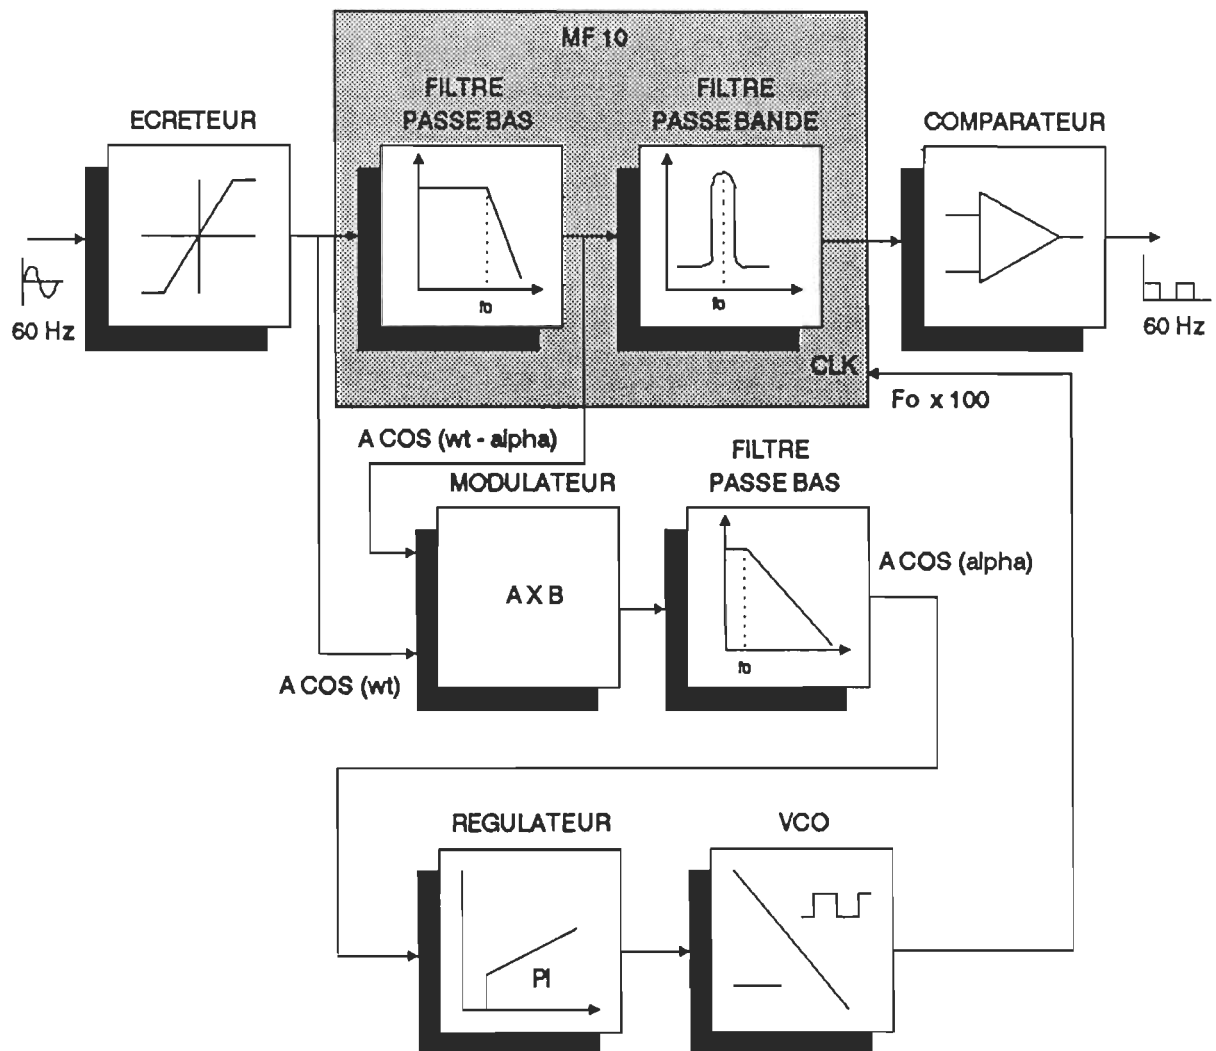 MF 10
FILTRE
PASSE BAS
FILTRE
PASSE BANDE
ECRETEUR
COMPARATEUR
fo
fo
60 Hz
60 Hz
CLK
Fo x 100
A COS (wt - alpha)
MODULATEUR
FILTRE
PASSE BAS
A COS (alpha)
A X B
fo
A COS (wt)
REGULATEUR
VCO
PI